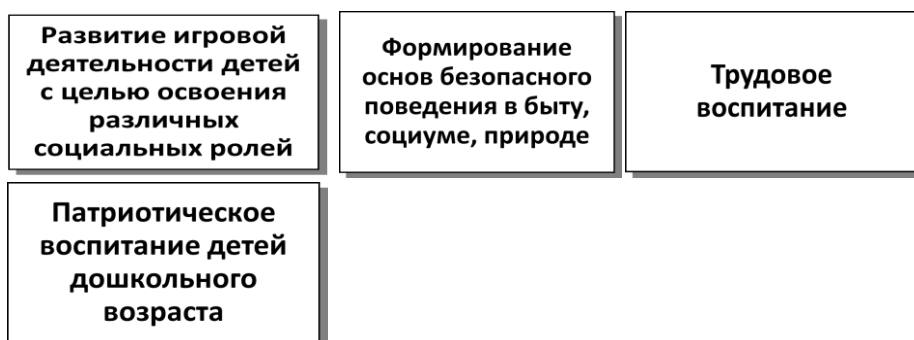 Развитие игровой
деятельности детей
с целью освоения
различных
социальных ролей
Формирование
основ безопасного
поведения в быту,
социуме, природе
Трудовое
воспитание
Патриотическое
воспитание детей
дошкольного
возраста